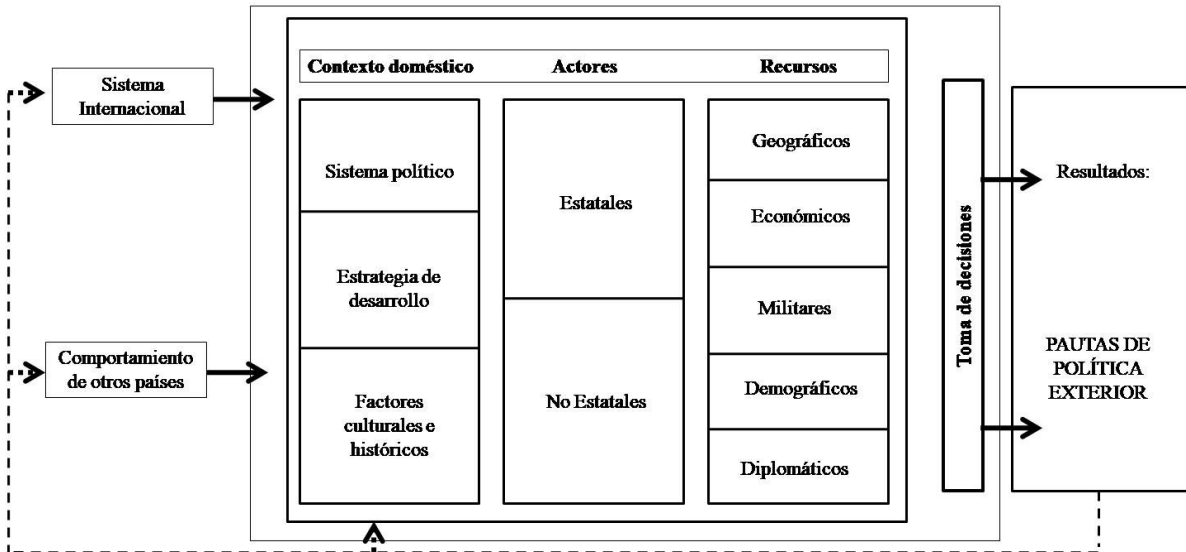 Contexto doméstico
Actores
Recursos
Sistema
Internacional
Comportamiento
de otros países
Sistema político
Estrategia de
desarrollo
Factores
culturales e
históricos
Estatales
No Estatales
Geográficos
Económicos
Militares
Demográficos
Diplomáticos
Toma de decisiones
Resultados:
PAUTAS DE
POLÍTICA
EXTERIOR